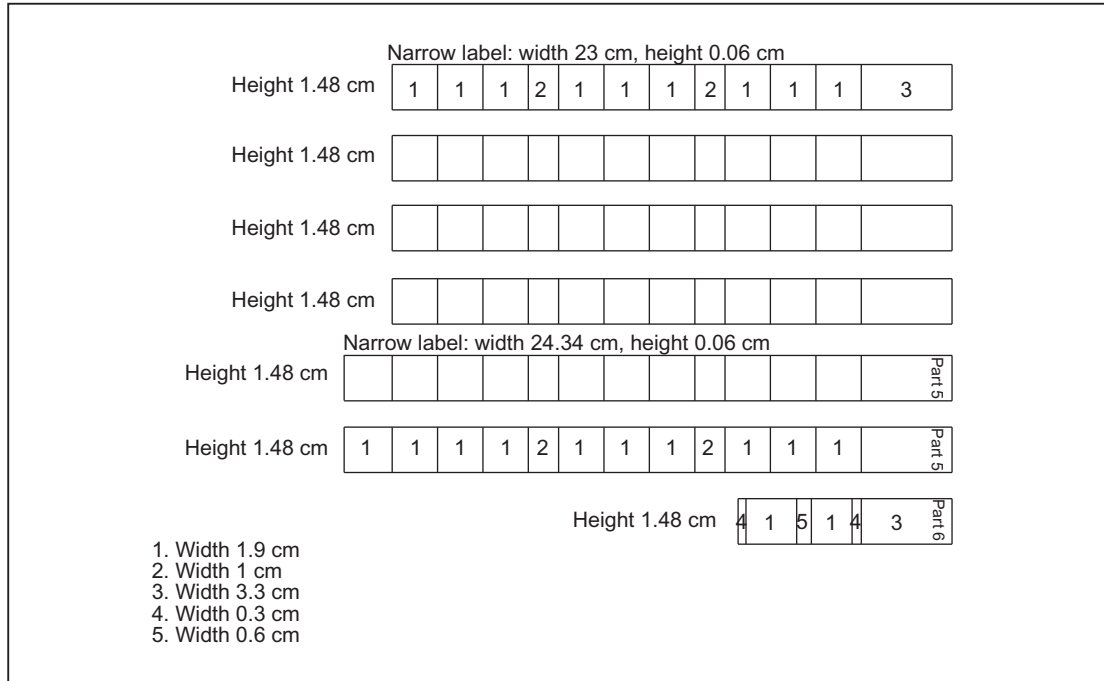 Narrow label: width 23 cm, height 0.06 cm
Height 1.48 cm 1 1 1 2 1 1 1 2 1 1 1 3
Height 1.48 cm
Height 1.48 cm
Height 1.48 cm
Narrow label: width 24.34 cm, height 0.06 cm
Height 1.48 cm Part 5
Height 1.48 cm 1 1 1 1 2 1 1 1 2 1 1 1 Part 5
Height 1.48 cm 4 1 5 1 4 3 Part 6
1. Width 1.9 cm
2. Width 1 cm
3. Width 3.3 cm
4. Width 0.3 cm
5. Width 0.6 cm